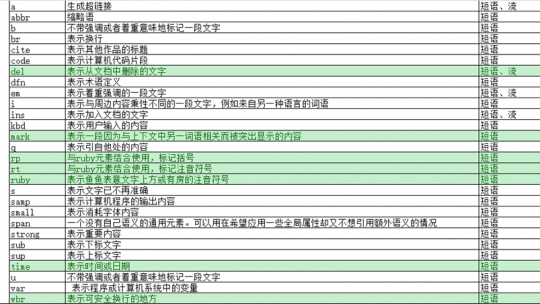 a 生成超链接 短语、流
abbr 缩略语 短语
b 不带强调或者着重意味地标记一段文字 短语
br 表示换行 短语
cite 表示其他作品的标题 短语
code 表示计算机代码片段 短语
del 表示从文档中删除的文字 短语、流
dfn 表示术语定义 短语
em 表示着重强调的一段文字 短语、流
i 表示与周边内容秉性不同的一段文字，例如来自另一种语言的词语 短语
ins 表示加入文档的文字 短语、流
kbd 表示用户输入的内容 短语
mark 表示一段因为与上下文中另一词语相关而被突出显示的内容 短语
q 表示引自他处的内容 短语
rp 与ruby元素结合使用，标记括号 短语
rt 与ruby元素结合使用，标记注音符号 短语
ruby 表示鱼鱼表意文字上方或有房的注音符号 短语
s 表示文字已不再准确 短语
samp 表示计算机程序的输出内容 短语
small 表示消耗字体内容 短语
span 一个没有自己语义的通用元素。可以用在希望应用一些全局属性却又不想引用额外语义的情况 短语
strong 表示重要内容 短语
sub 表示下标文字 短语
sup 表示上标文字 短语
time 表示时间或日期 短语
u 不带强调或者着重意味地标记一段文字 短语
var 表示程序或计算机系统中的变量 短语
wbr 表示可安全换行的地方 短语